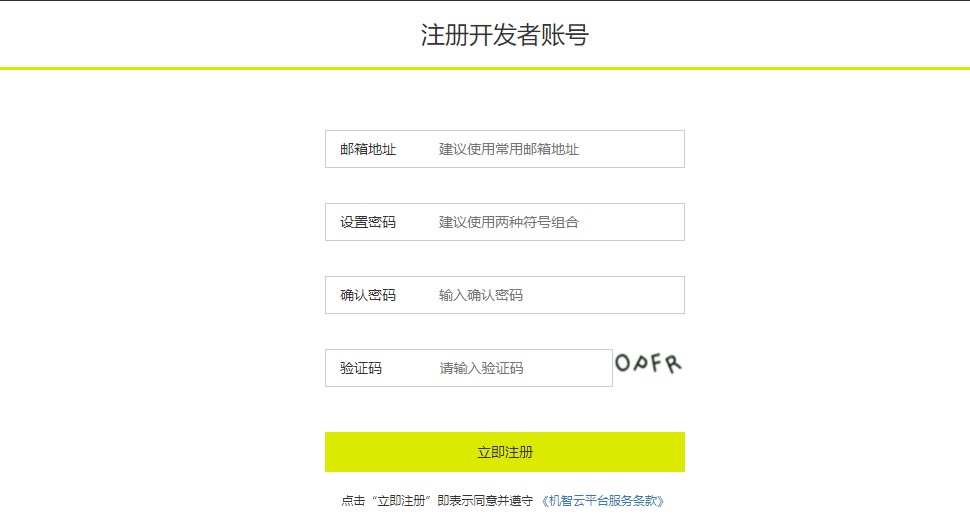 注册开发者账号
邮箱地址 建议使用常用邮箱地址
设置密码 建议使用两种符号组合
确认密码 输入确认密码
验证码 请输入验证码
立即注册
点击“立即注册”即表示同意并遵守《机智云平台服务条款》